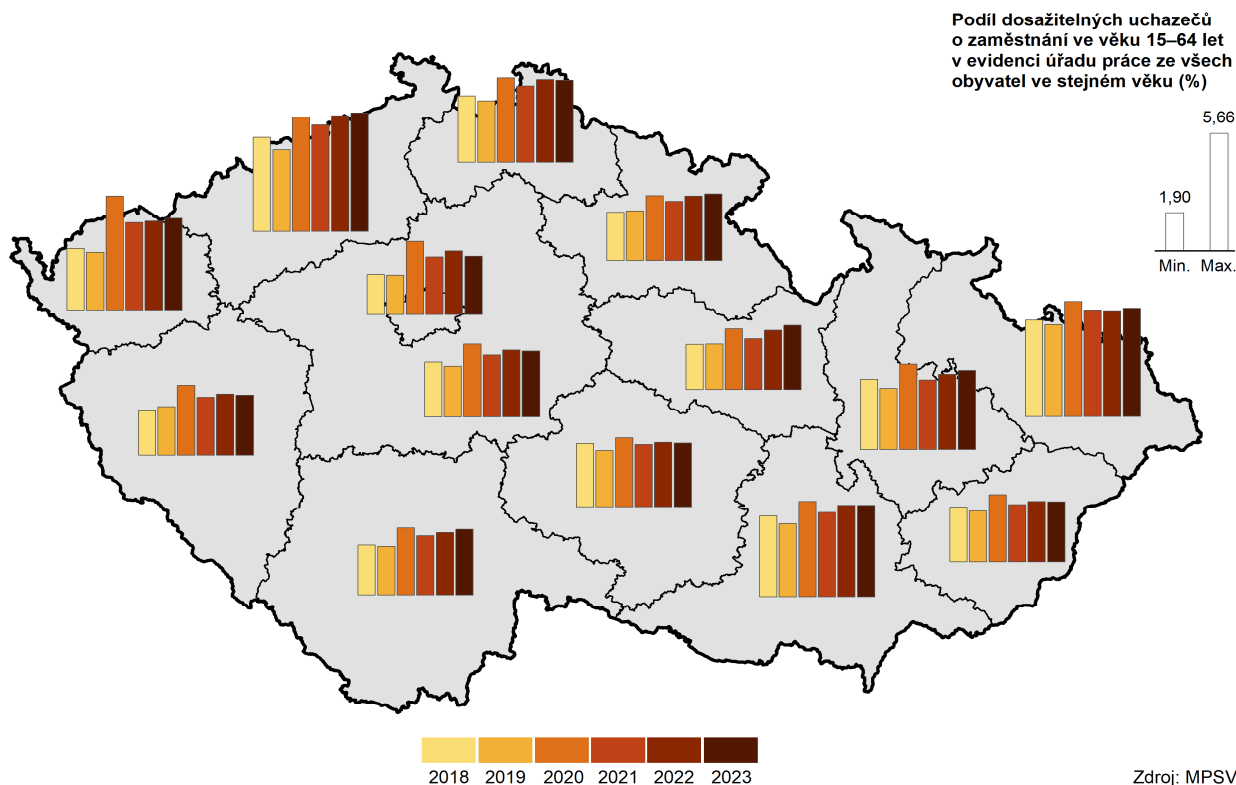 Podíl dosažitelných uchazečů
o zaměstnání ve věku 15–64 let
v evidenci úřadu práce ze všech
obyvatel ve stejném věku (%)
5,66
1,90
Min. Max.
2018 2019 2020 2021 2022 2023
Zdroj: MPSV